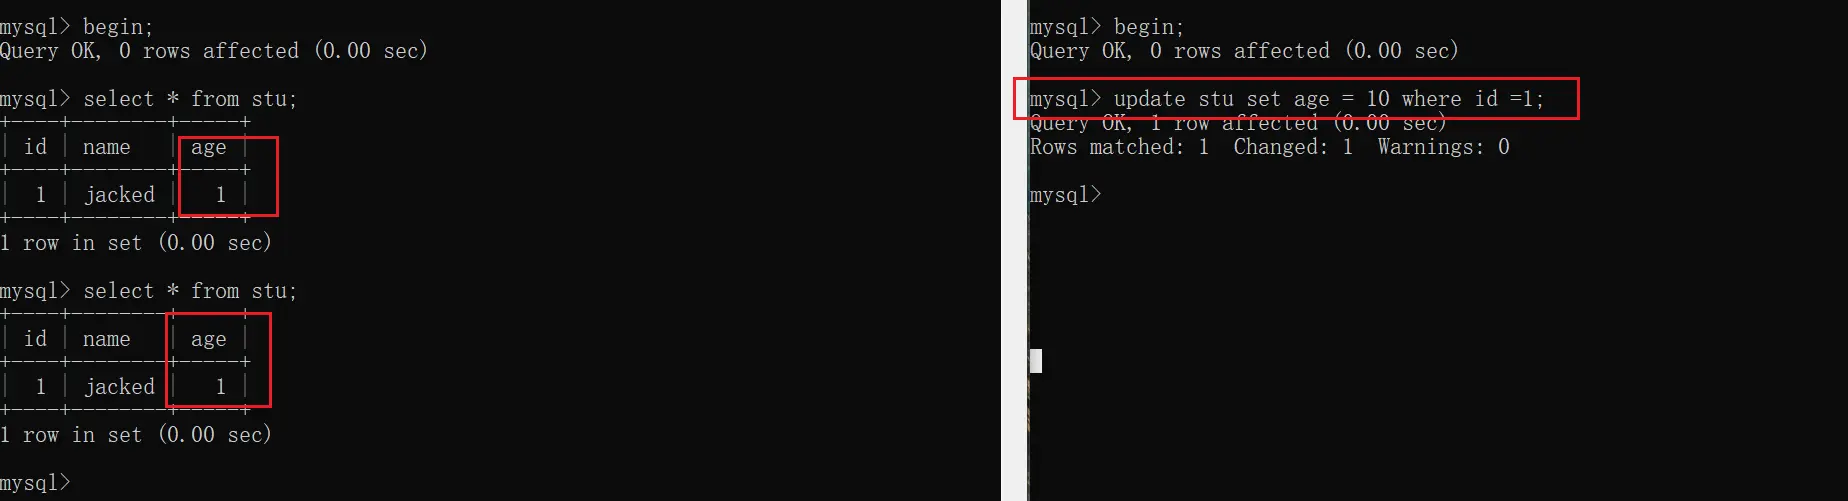 mysql> begin;
Query OK, 0 rows affected (0.00 sec)
mysql> select * from stu;
+----+--------+-----+
| id | name   | age |
+----+--------+-----+
|  1 | jacked |   1 |
+----+--------+-----+
1 row in set (0.00 sec)
mysql> select * from stu;
+----+--------+-----+
| id | name   | age |
+----+--------+-----+
|  1 | jacked |   1 |
+----+--------+-----+
1 row in set (0.00 sec)
mysql>
mysql> begin;
Query OK, 0 rows affected (0.00 sec)
mysql> update stu set age = 10 where id =1;
Query OK, 1 row affected (0.00 sec)
Rows matched: 1  Changed: 1  Warnings: 0
mysql>